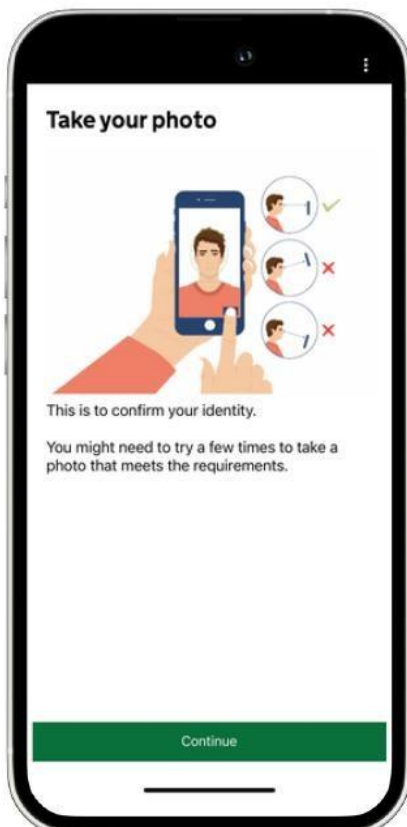 Take your photo
This is to confirm your identity.
You might need to try a few times to take a
photo that meets the requirements.
Continue